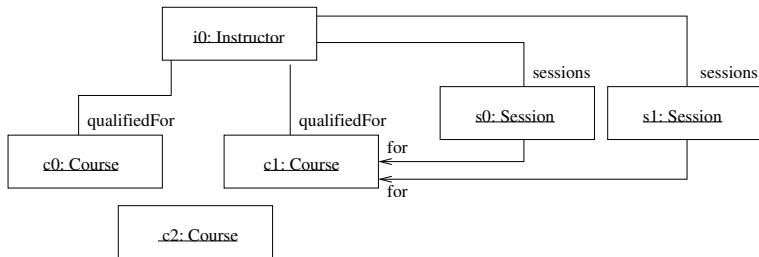 i0: Instructor
sessions
sessions
s0: Session
s1: Session
qualifiedFor
qualifiedFor
for
c0: Course
c1: Course
for
c2: Course